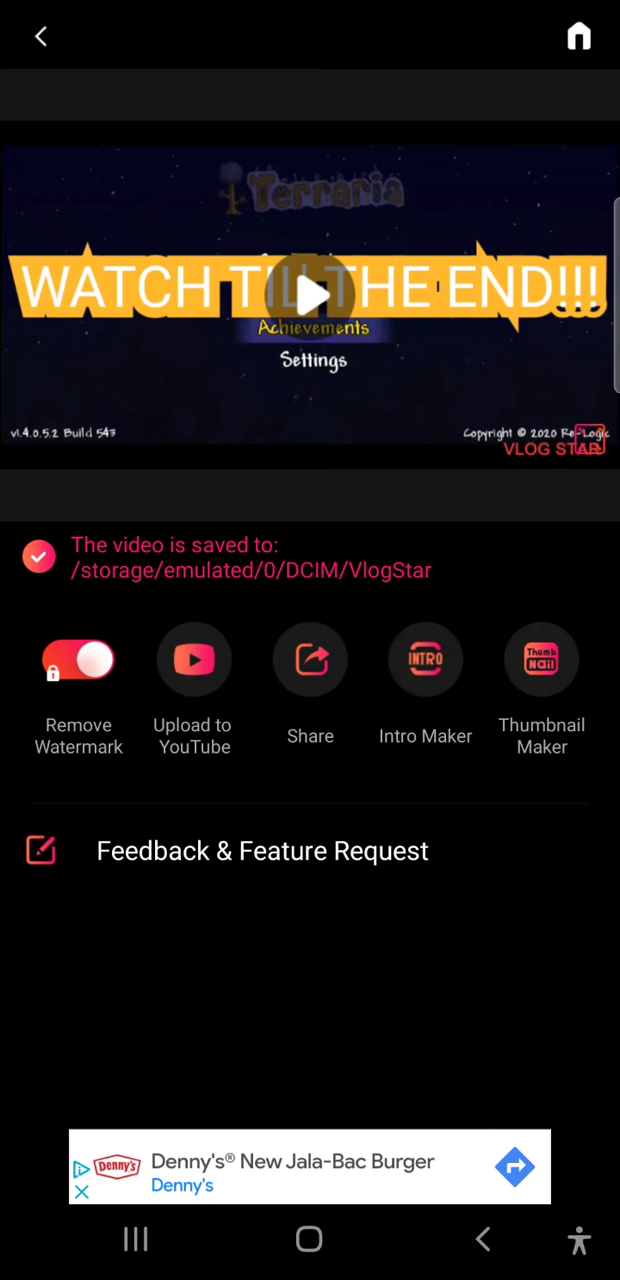 Terraria
WATCH TILL THE END!!!
Achievements
Settings
v1.4.0.5.2 Build 543
Copyright © 2020 Re-Logic
VLOG STAR
The video is saved to:
/storage/emulated/0/DCIM/VlogStar
INTRO
Thumb
Nail
Remove
Watermark
Upload to
YouTube
Share
Intro Maker
Thumbnail
Maker
Feedback & Feature Request
Denny's
Denny's® New Jala-Bac Burger
Denny's